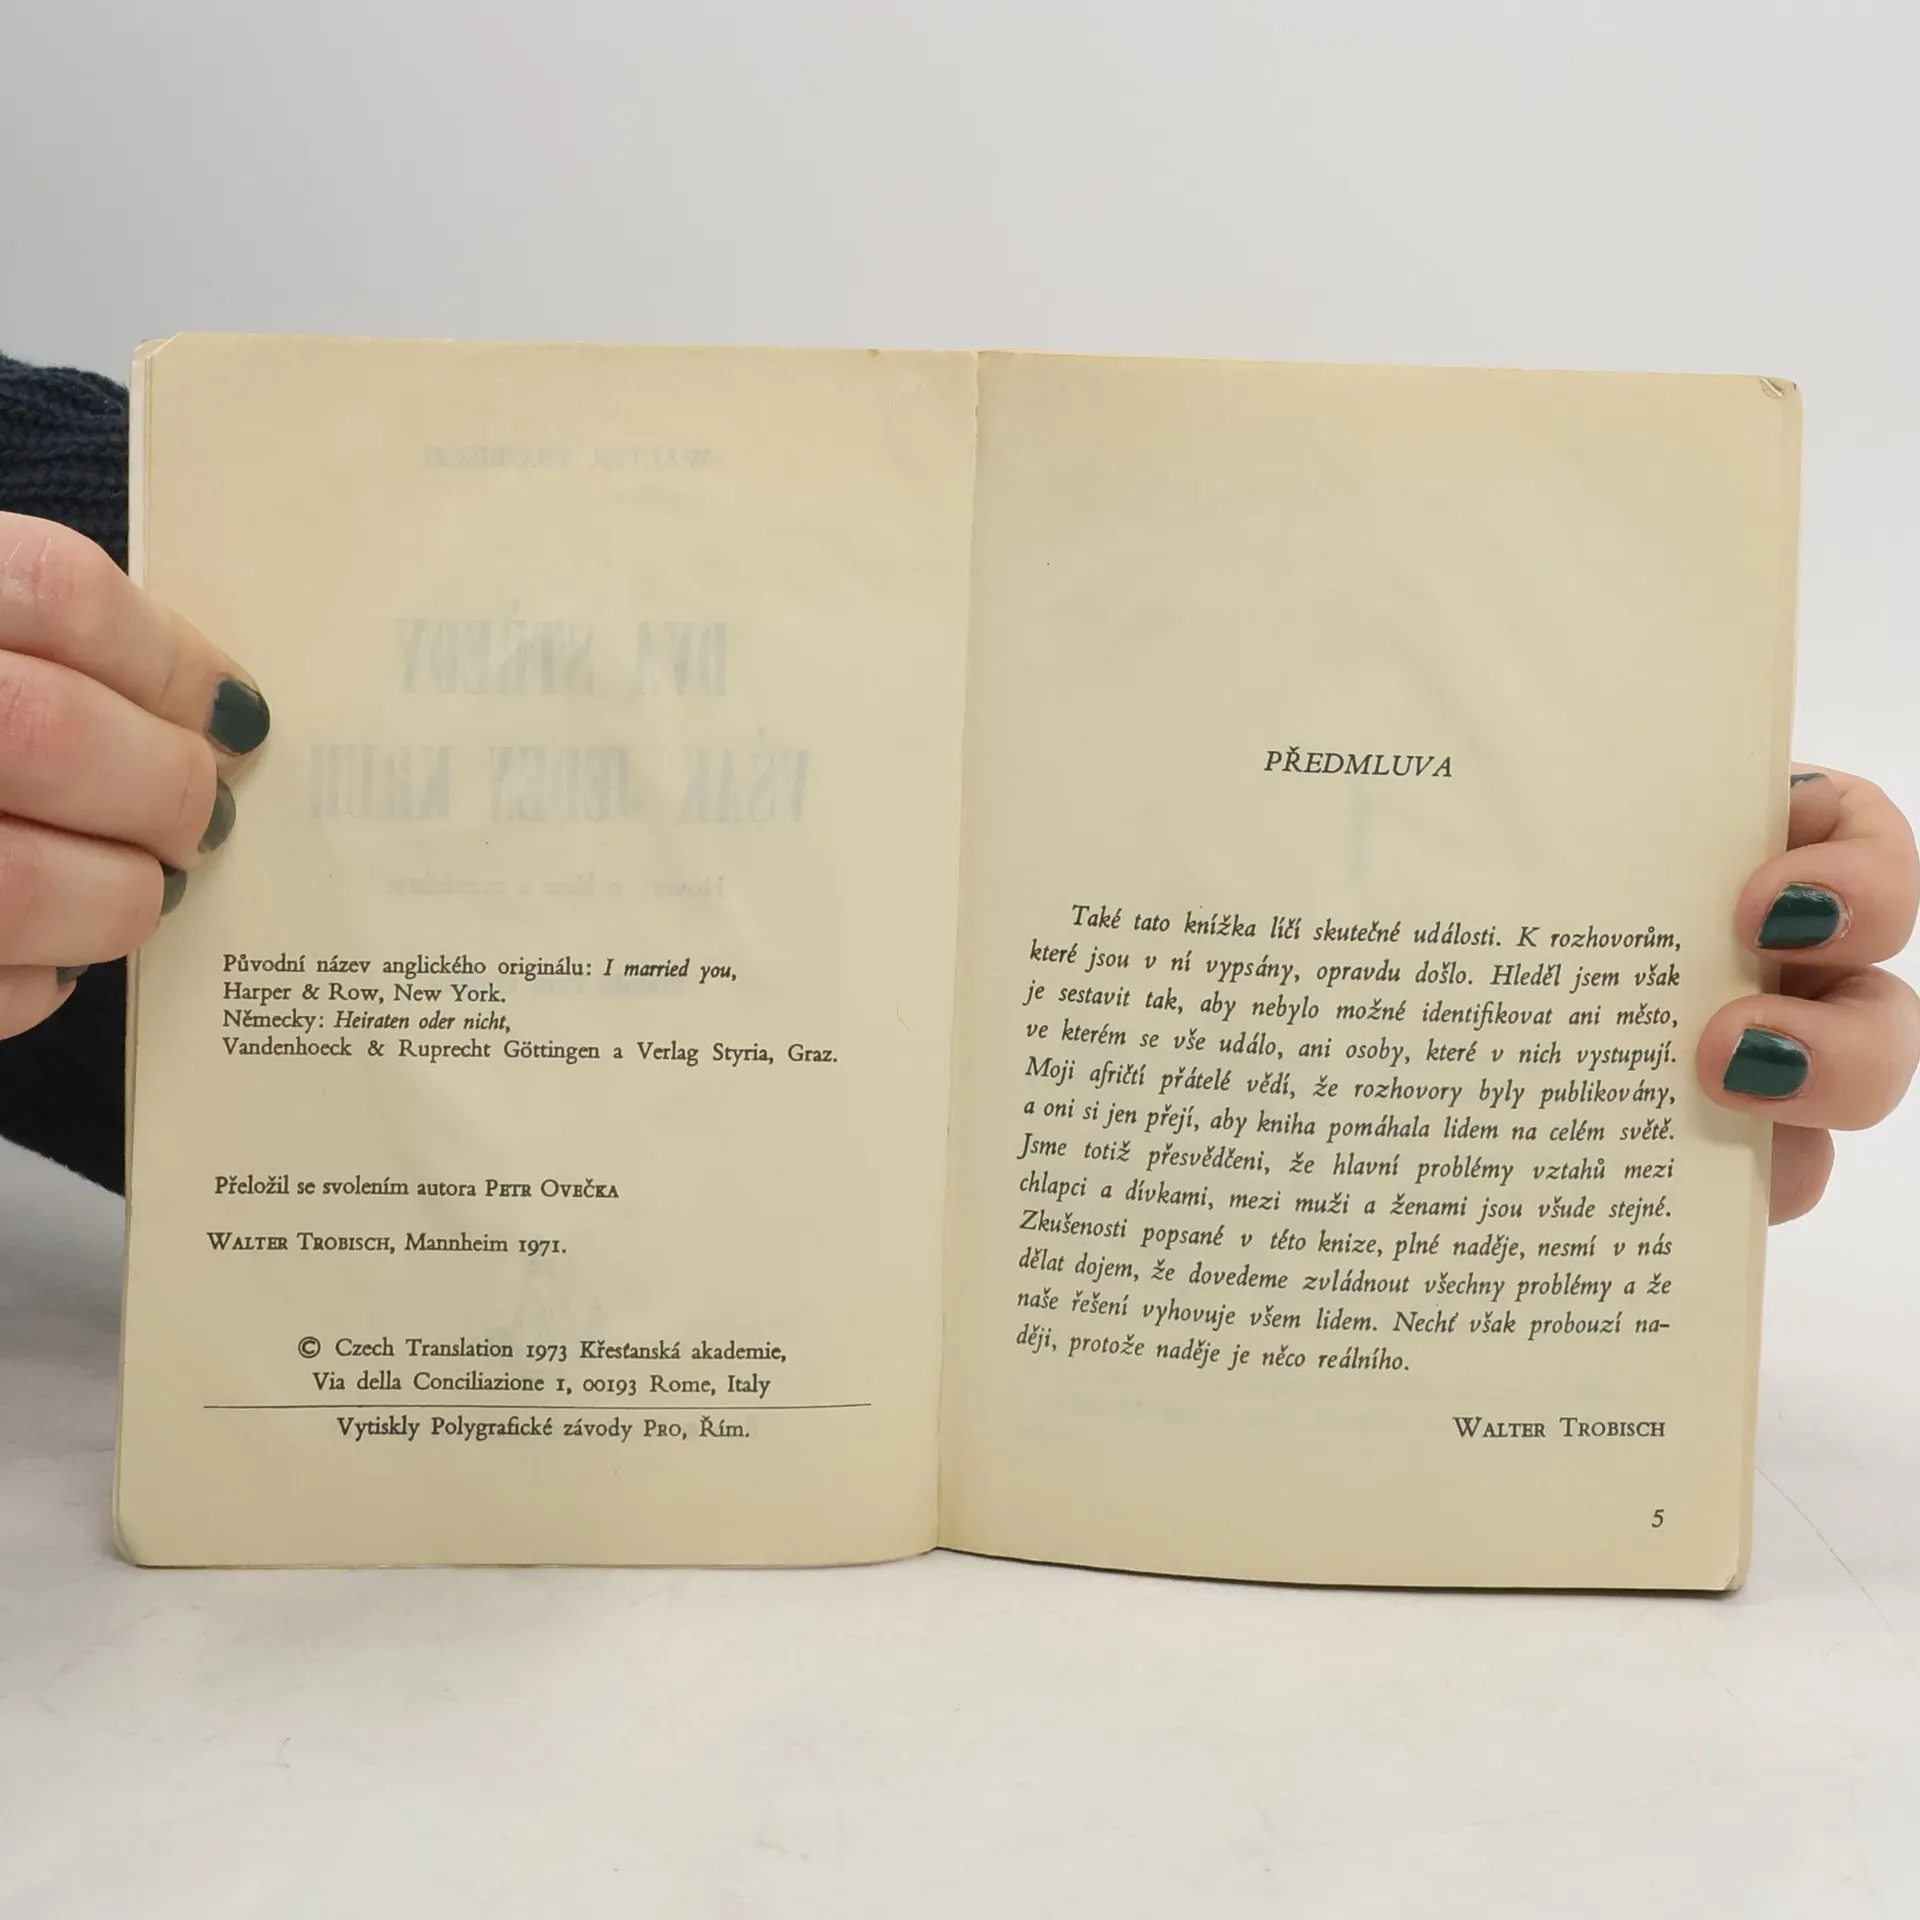 WALTER TROBISCH
DVA STŘEDY
VŠAK JEDEN KRUH
Původní název anglického originálu: I married you,
Harper & Row, New York.
Německy: Heiraten oder nicht,
Vandenhoeck & Ruprecht Göttingen a Verlag Styria, Graz.
Přeložil se svolením autora PETR OVEČKA
WALTER TROBISCH, Mannheim 1971.
© Czech Translation 1973 Křesťanská akademie,
Via della Conciliazione 1, 00193 Rome, Italy
Vytiskly Polygrafické závody PRO, Řím.
PŘEDMLUVA
Také tato knížka líčí skutečné události. K rozhovorům,
které jsou v ní vypsány, opravdu došlo. Hleděl jsem však
je sestavit tak, aby nebylo možné identifikovat ani město,
ve kterém se vše událo, ani osoby, které v nich vystupují.
Moji afričtí přátelé vědí, že rozhovory byly publikovány,
a oni si jen přejí, aby kniha pomáhala lidem na celém světě.
Jsme totiž přesvědčeni, že hlavní problémy vztahů mezi
chlapci a dívkami, mezi muži a ženami jsou všude stejné.
Zkušenosti popsané v této knize, plné naděje, nesmí v nás
dělat dojem, že dovedeme zvládnout všechny problémy a že
naše řešení vyhovuje všem lidem. Nechť však probouzí na-
ději, protože naděje je něco reálního.
WALTER TROBISCH
5